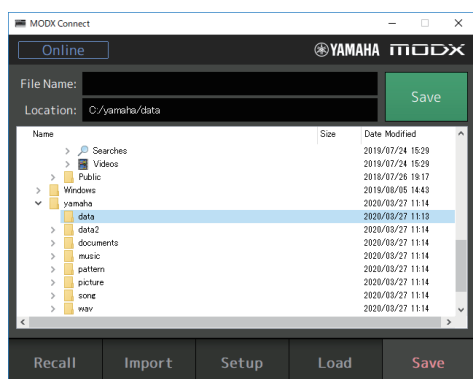 MODX Connect
Online
YAMAHA MODX
File Name:
Save
Location: C:/yamaha/data
Name Size Date Modified
Searches 2019/07/24 15:29
Videos 2019/07/24 15:29
Public 2018/07/26 19:17
Windows 2019/08/05 14:43
yamaha 2020/03/27 11:14
data 2020/03/27 11:13
data2 2020/03/27 11:14
documents 2020/03/27 11:14
music 2020/03/27 11:14
pattern 2020/03/27 11:14
picture 2020/03/27 11:14
song 2020/03/27 11:14
wav 2020/03/27 11:14
Recall Import Setup Load Save